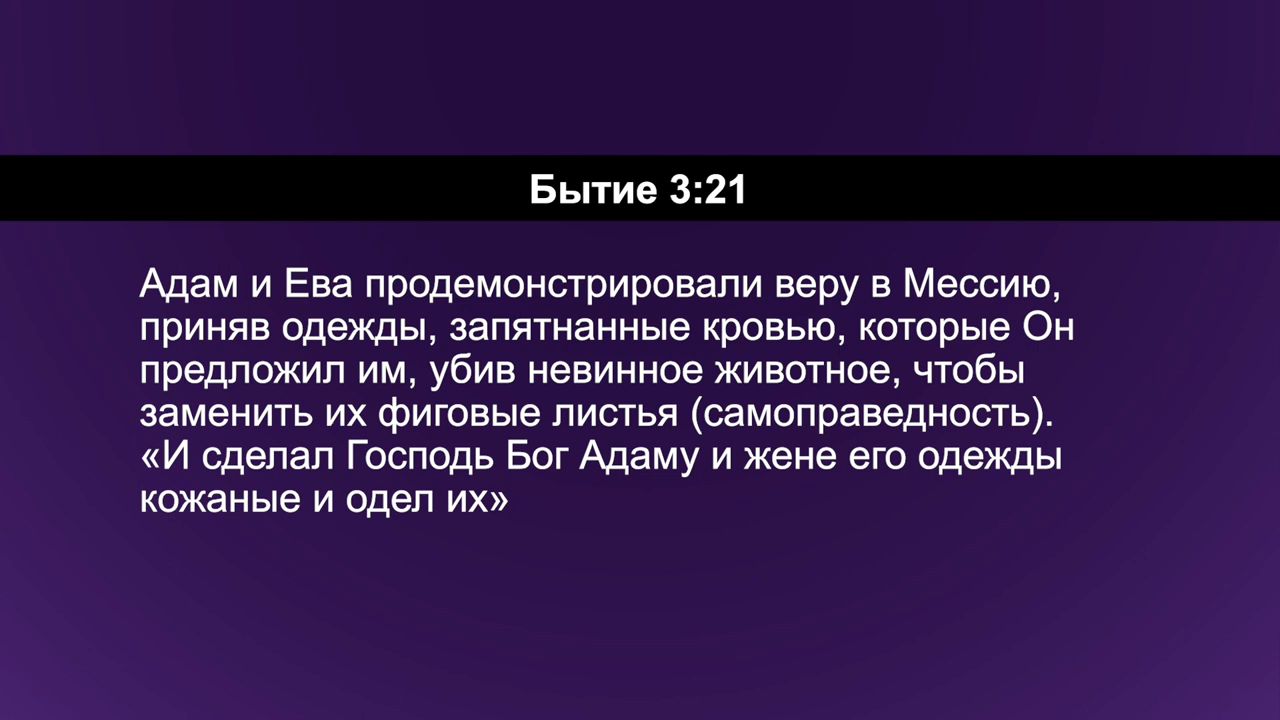 Бытие 3:21
Адам и Ева продемонстрировали веру в Мессию,
приняв одежды, запятнанные кровью, которые Он
предложил им, убив невинное животное, чтобы
заменить их фиговые листья (самоправедность).
«И сделал Господь Бог Адаму и жене его одежды
кожаные и одел их»